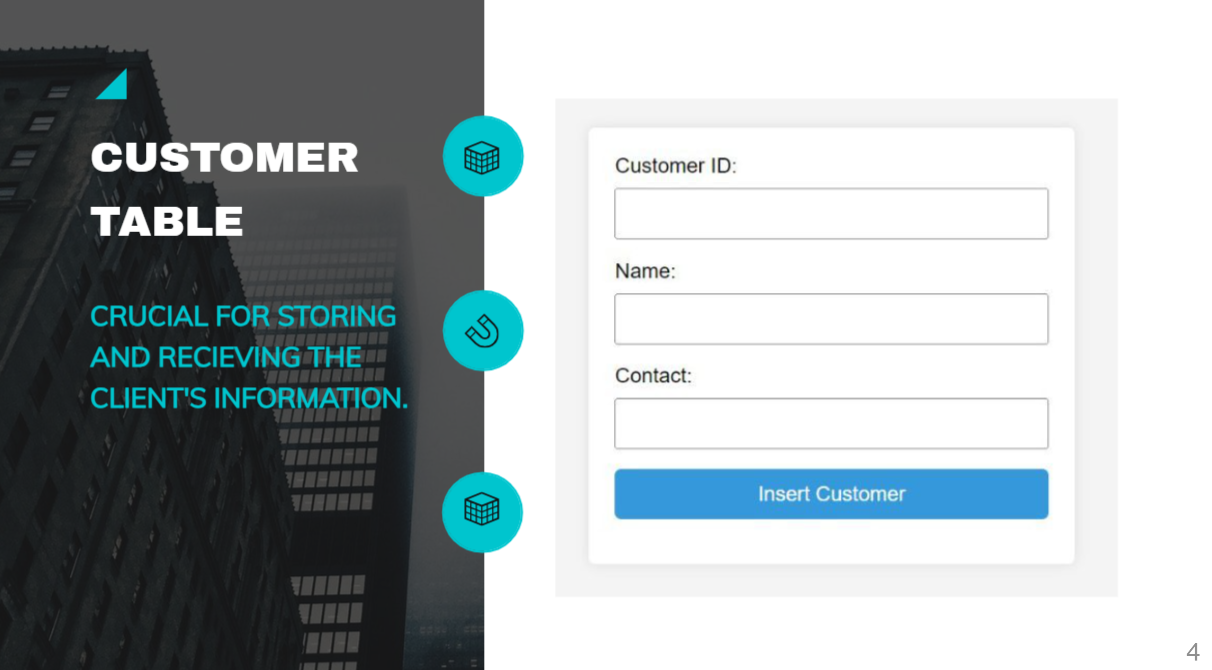 CUSTOMER
TABLE
CRUCIAL FOR STORING
AND RECIEVING THE
CLIENT'S INFORMATION.
Customer ID:
Name:
Contact:
Insert Customer
4